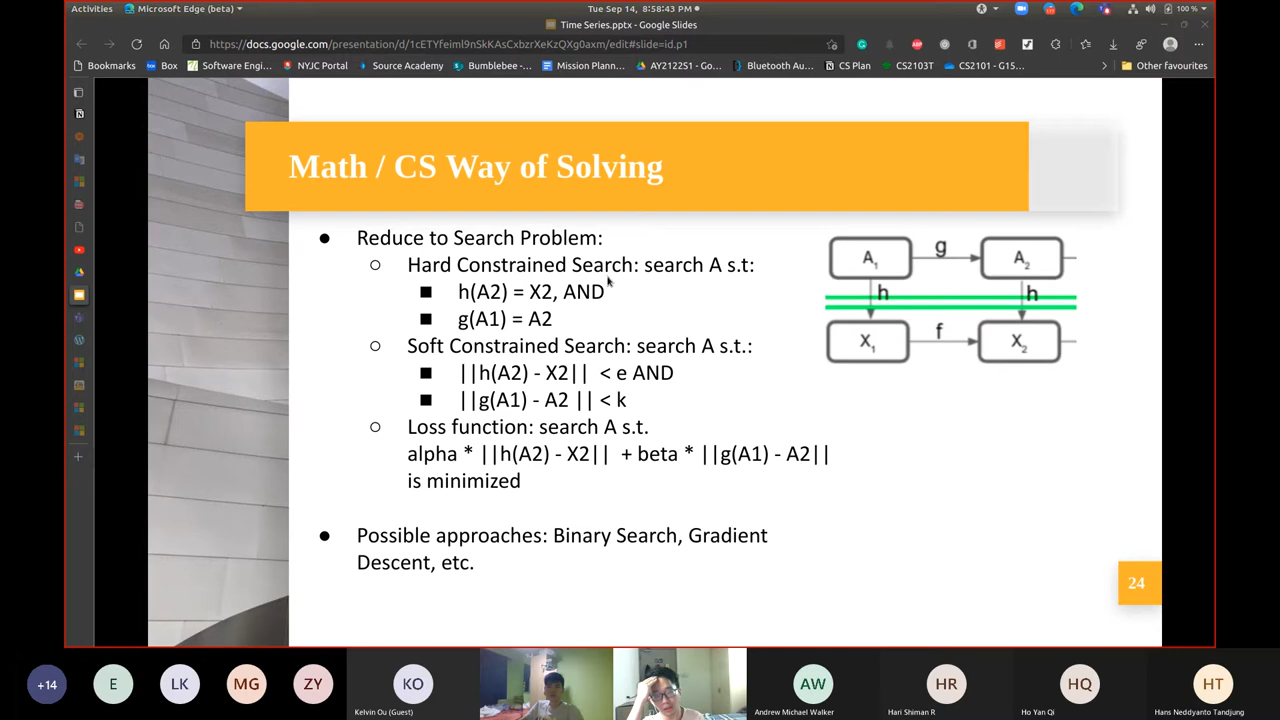 Activities
Microsoft Edge (beta)
Tue Sep 14, 8:58:43 PM
100 %
Time Series.pptx - Google Slides
https://docs.google.com/presentation/d/1cETYfeiml9nSkKAsCxbzrXeKzQXg0axm/edit#slide=id.p1
Bookmarks
Box
Software Engi...
NYJC Portal
Source Academy
Bumblebee -...
Mission Plann...
AY2122S1 - Go...
Bluetooth Au...
CS Plan
CS2103T
CS2101 - G15...
Other favourites
Math / CS Way of Solving
● Reduce to Search Problem:
○ Hard Constrained Search: search A s.t:
■ h(A2) = X2, AND
■ g(A1) = A2
○ Soft Constrained Search: search A s.t.:
■ ||h(A2) - X2|| < e AND
■ ||g(A1) - A2 || < k
○ Loss function: search A s.t.
alpha * ||h(A2) - X2|| + beta * ||g(A1) - A2||
is minimized
● Possible approaches: Binary Search, Gradient
Descent, etc.
A₁ g A₂
h h
X₁ f X₂
24
+14
E
LK
MG
ZY
KO
Kelvin Ou (Guest)
AW
Andrew Michael Walker
HR
Hari Shiman R
HQ
Ho Yan Qi
HT
Hans Neddyanto Tandjung